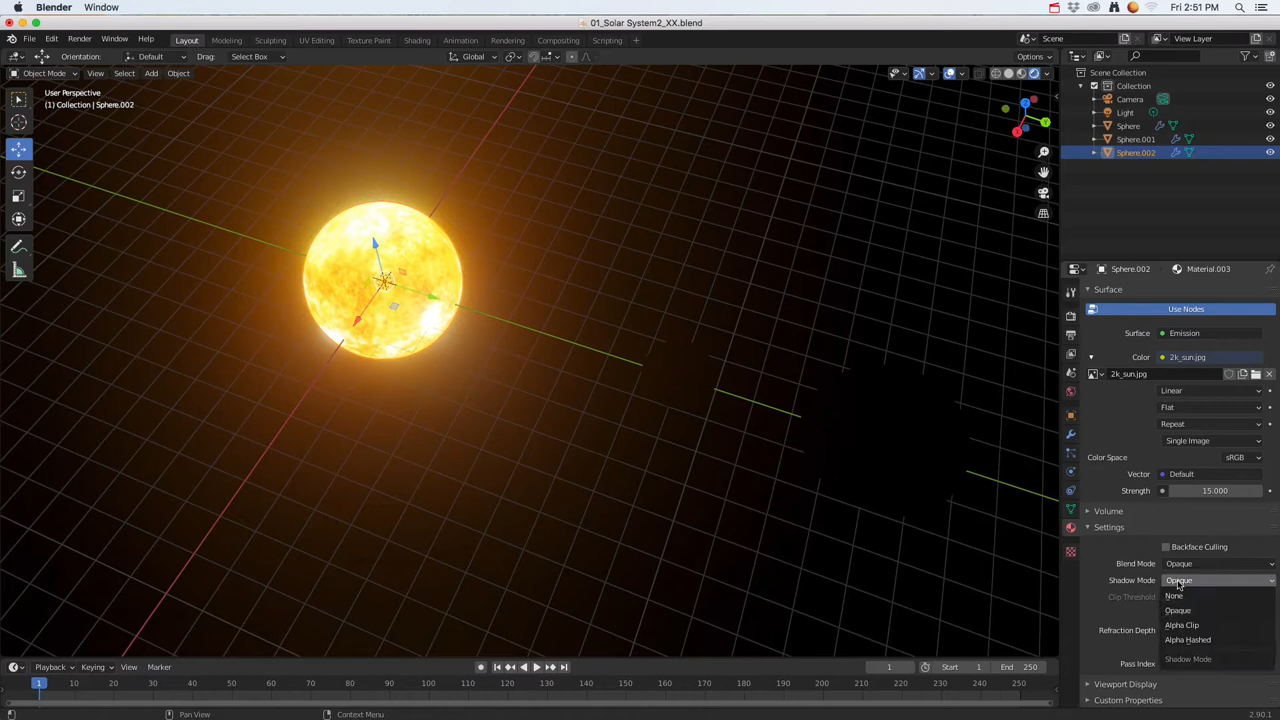 Blender Window Fri 2:51 PM
01_Solar System2_XX.blend
File Edit Render Window Help Layout Modeling Sculpting UV Editing Texture Paint Shading Animation Rendering Compositing Scripting + Scene View Layer
Orientation: Default Drag: Select Box Global Options
Object Mode View Select Add Object
User Perspective
(1) Collection | Sphere.002
Z
Y
X
Scene Collection
Collection
Camera
Light
Sphere
Sphere.001
Sphere.002
Sphere.002 Material.003
Surface
Use Nodes
Surface Emission
Color 2k_sun.jpg
2k_sun.jpg
Linear
Flat
Repeat
Single Image
Color Space sRGB
Vector Default
Strength 15.000
Volume
Settings
Backface Culling
Blend Mode Opaque
Shadow Mode Opaque
Clip Threshold
None
Opaque
Alpha Clip
Refraction Depth
Alpha Hashed
Shadow Mode
Pass Index
Viewport Display
Custom Properties
Playback Keying View Marker 1 Start 1 End 250
1 10 20 30 40 50 60 70 80 90 100 110 120 130 140 150 160 170 180 190 200 210 220 230 240 250
Pan View Context Menu 2.90.1